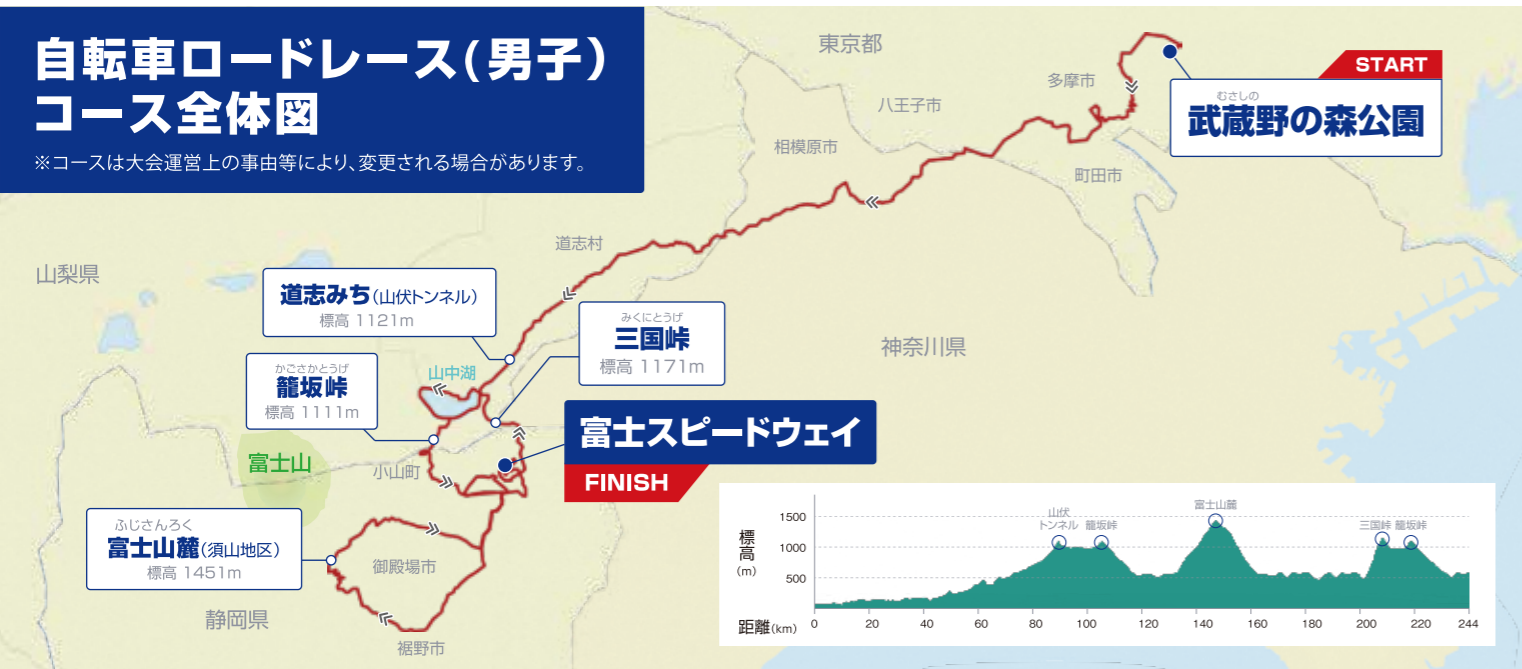 自転車ロードレース(男子)
コース全体図
※コースは大会運営上の事由等により、変更される場合があります。
東京都
START
むさしの
武蔵野の森公園
多摩市
八王子市
相模原市
町田市
道志村
山梨県
道志みち(山伏トンネル)
標高 1121m
みくにとうげ
三国峠
標高 1171m
神奈川県
山中湖
かごさかとうげ
籠坂峠
標高 1111m
富士スピードウェイ
FINISH
富士山
小山町
ふじさんろく
富士山麓(須山地区)
標高 1451m
御殿場市
静岡県
裾野市
標高
(m)
1500
1000
500
山伏
トンネル
籠坂峠
富士山麓
三国峠
籠坂峠
距離(km)
0 20 40 60 80 100 120 140 160 180 200 220 244